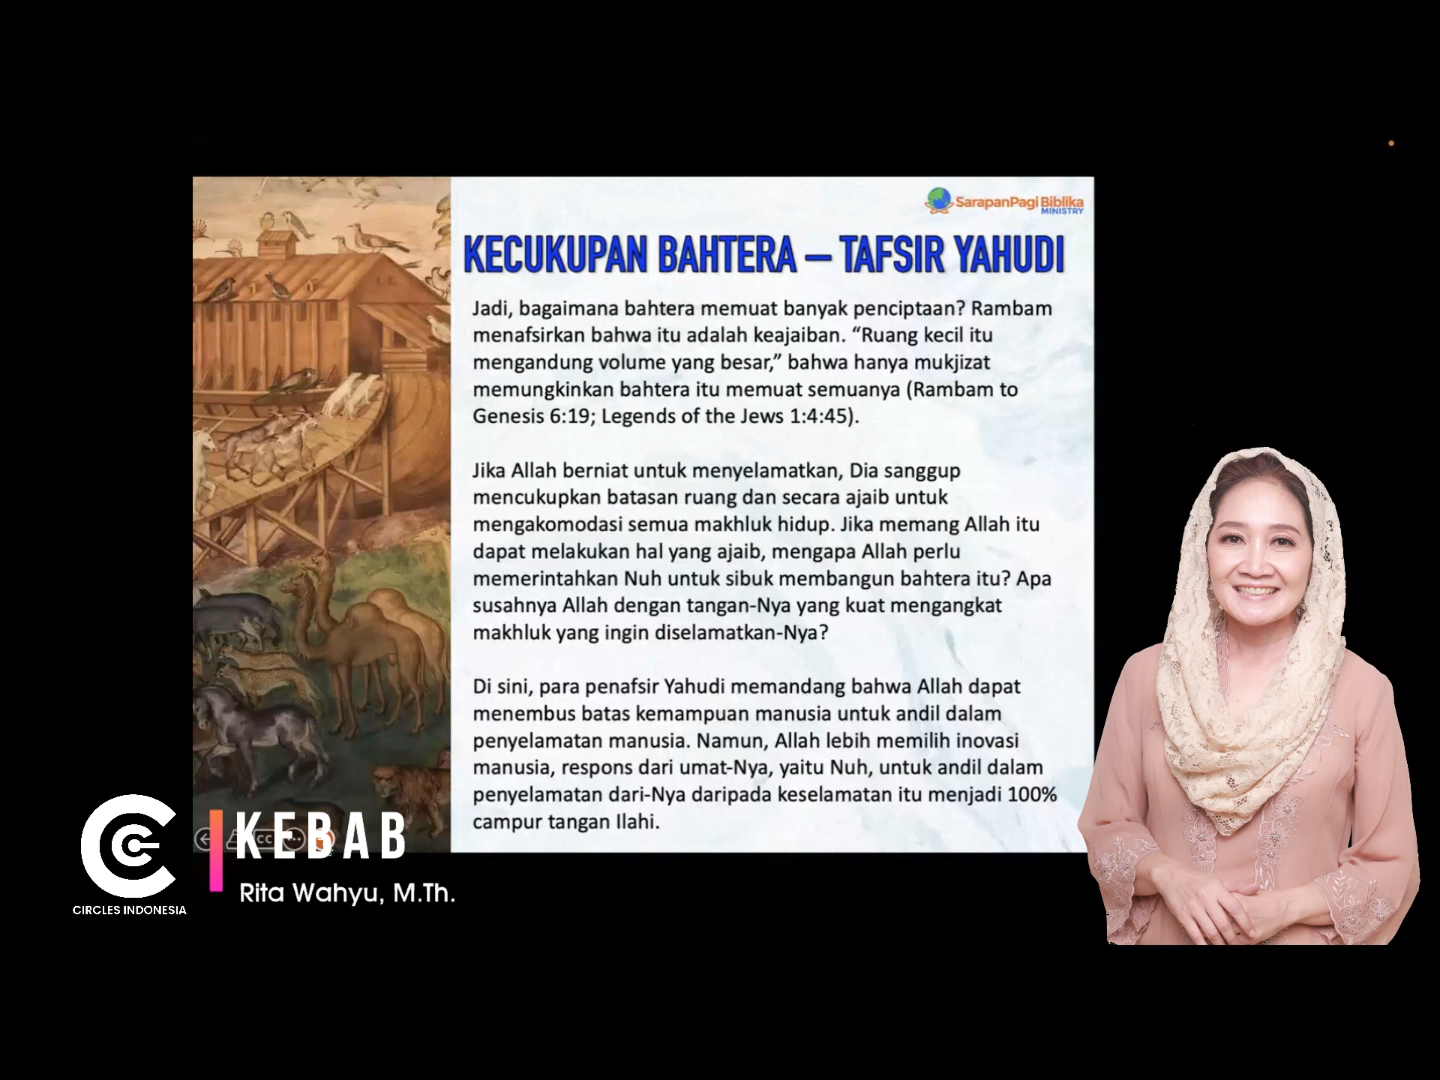 SarapanPagi Biblika
MINISTRY
KECUKUPAN BAHTERA – TAFSIR YAHUDI
Jadi, bagaimana bahtera memuat banyak penciptaan? Rambam
menafsirkan bahwa itu adalah keajaiban. “Ruang kecil itu
mengandung volume yang besar,” bahwa hanya mukjizat
memungkinkan bahtera itu memuat semuanya (Rambam to
Genesis 6:19; Legends of the Jews 1:4:45).
Jika Allah berniat untuk menyelamatkan, Dia sanggup
mencukupkan batasan ruang dan secara ajaib untuk
mengakomodasi semua makhluk hidup. Jika memang Allah itu
dapat melakukan hal yang ajaib, mengapa Allah perlu
memerintahkan Nuh untuk sibuk membangun bahtera itu? Apa
susahnya Allah dengan tangan-Nya yang kuat mengangkat
makhluk yang ingin diselamatkan-Nya?
Di sini, para penafsir Yahudi memandang bahwa Allah dapat
menembus batas kemampuan manusia untuk andil dalam
penyelamatan manusia. Namun, Allah lebih memilih inovasi
manusia, respons dari umat-Nya, yaitu Nuh, untuk andil dalam
penyelamatan dari-Nya daripada keselamatan itu menjadi 100%
campur tangan Ilahi.
KEBAB
Rita Wahyu, M.Th.
CIRCLES INDONESIA